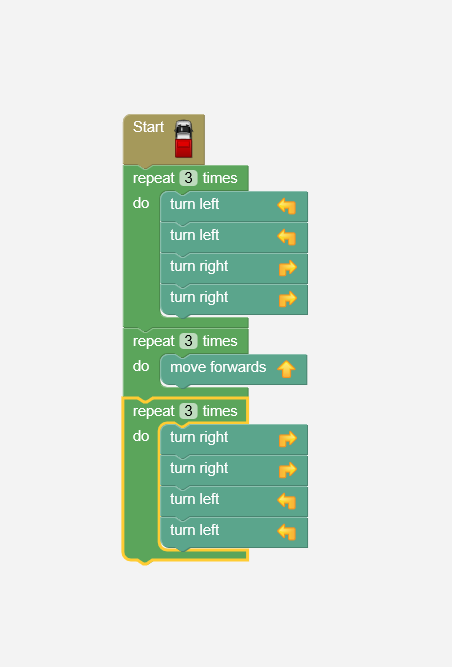 Start
repeat 3 times
do turn left
turn left
turn right
turn right
repeat 3 times
do move forwards
repeat 3 times
do turn right
turn right
turn left
turn left